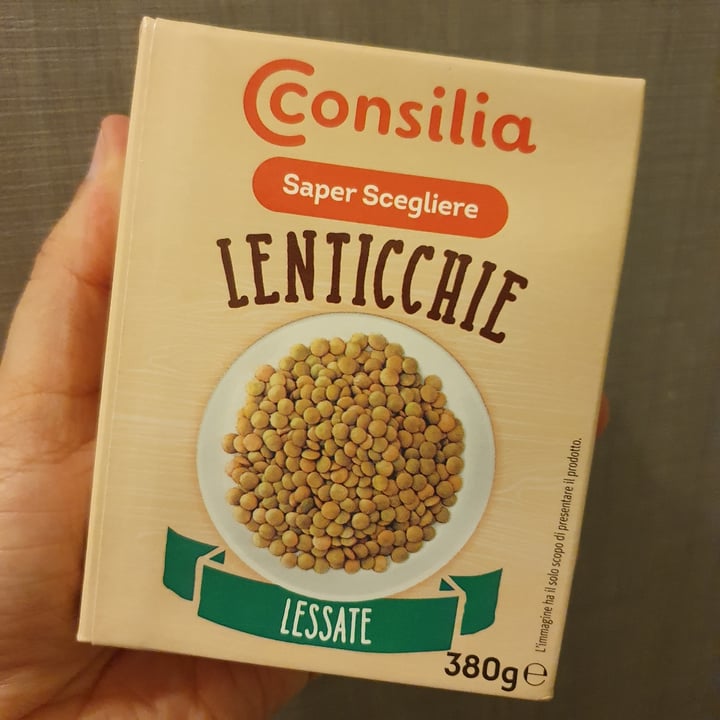 Consilia
Saper Scegliere
LENTICCHIE
LESSATE
380g ℮
L'immagine ha il solo scopo di presentare il prodotto.